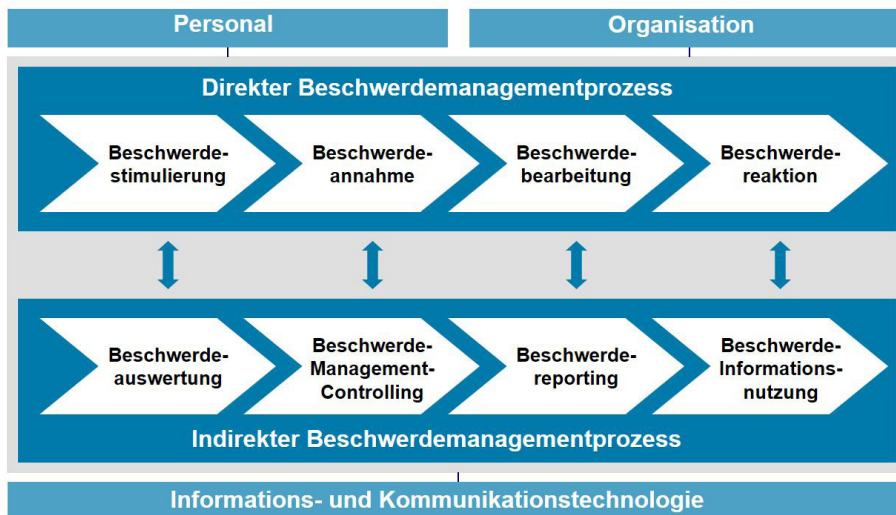 Personal
Organisation
Direkter Beschwerdemanagementprozess
Beschwerde-
stimulierung
Beschwerde-
annahme
Beschwerde-
bearbeitung
Beschwerde-
reaktion
Beschwerde-
auswertung
Beschwerde-
Management-
Controlling
Beschwerde-
reporting
Beschwerde-
Informations-
nutzung
Indirekter Beschwerdemanagementprozess
Informations- und Kommunikationstechnologie